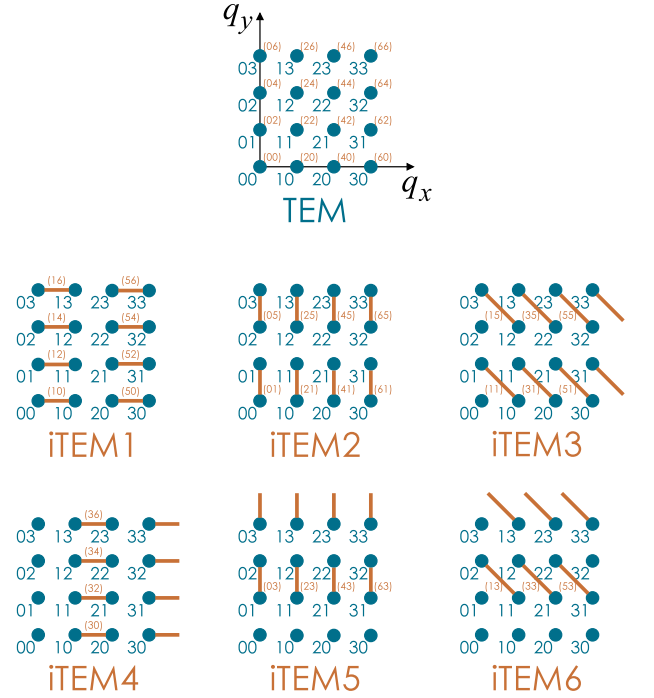 q_y
(06) (26) (46) (66)
03 13 23 33
(04) (24) (44) (64)
02 12 22 32
(02) (22) (42) (62)
01 11 21 31
(00) (20) (40) (60)
00 10 20 30
q_x
TEM
(16) (56)
03 13 23 33
(14) (54)
02 12 22 32
(12) (52)
01 11 21 31
(10) (50)
00 10 20 30
iTEM1
03 13 23 33
(05) (25) (45) (65)
02 12 22 32
01 11 21 31
(01) (21) (41) (61)
00 10 20 30
iTEM2
03 13 23 33
(15) (35) (55)
02 12 22 32
01 11 21 31
(11) (31) (51)
00 10 20 30
iTEM3
(36)
03 13 23 33
(34)
02 12 22 32
(32)
01 11 21 31
(30)
00 10 20 30
iTEM4
03 13 23 33
02 12 22 32
(03) (23) (43) (63)
01 11 21 31
00 10 20 30
iTEM5
03 13 23 33
02 12 22 32
(13) (33) (53)
01 11 21 31
00 10 20 30
iTEM6